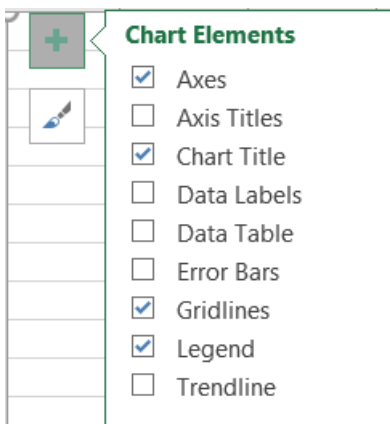 Chart Elements
Axes
Axis Titles
Chart Title
Data Labels
Data Table
Error Bars
Gridlines
Legend
Trendline